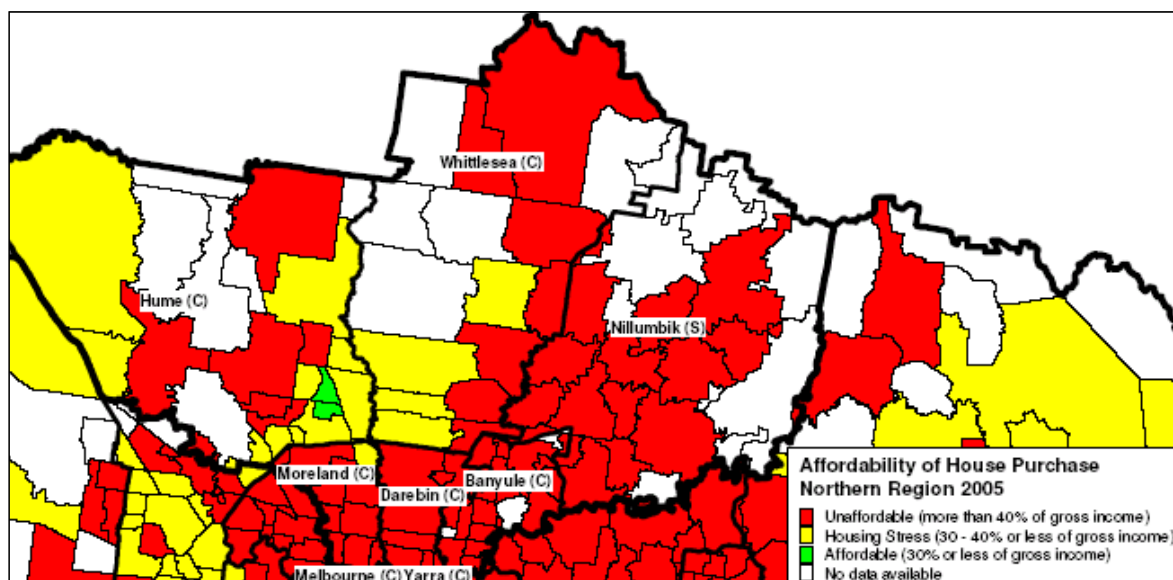 Whittlesea (C)
Hume (C)
Nillumbik (S)
Moreland (C)
Banyule (C)
Darebin (C)
Melbourne (C)
Yarra (C)
Affordability of House Purchase
Northern Region 2005
Unaffordable (more than 40% of gross income)
Housing Stress (30 - 40% or less of gross income)
Affordable (30% or less of gross income)
No data available